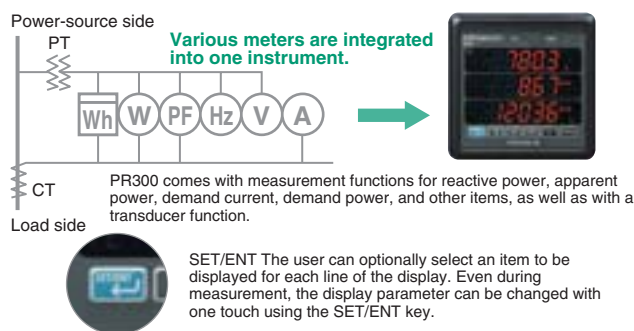 Power-source side
PT
Various meters are integrated
into one instrument.
Wh W PF Hz V A
7803
867
12036
CT
PR300 comes with measurement functions for reactive power, apparent
power, demand current, demand power, and other items, as well as with a
transducer function.
Load side
SET/ENT
SET/ENT The user can optionally select an item to be
displayed for each line of the display. Even during
measurement, the display parameter can be changed with
one touch using the SET/ENT key.